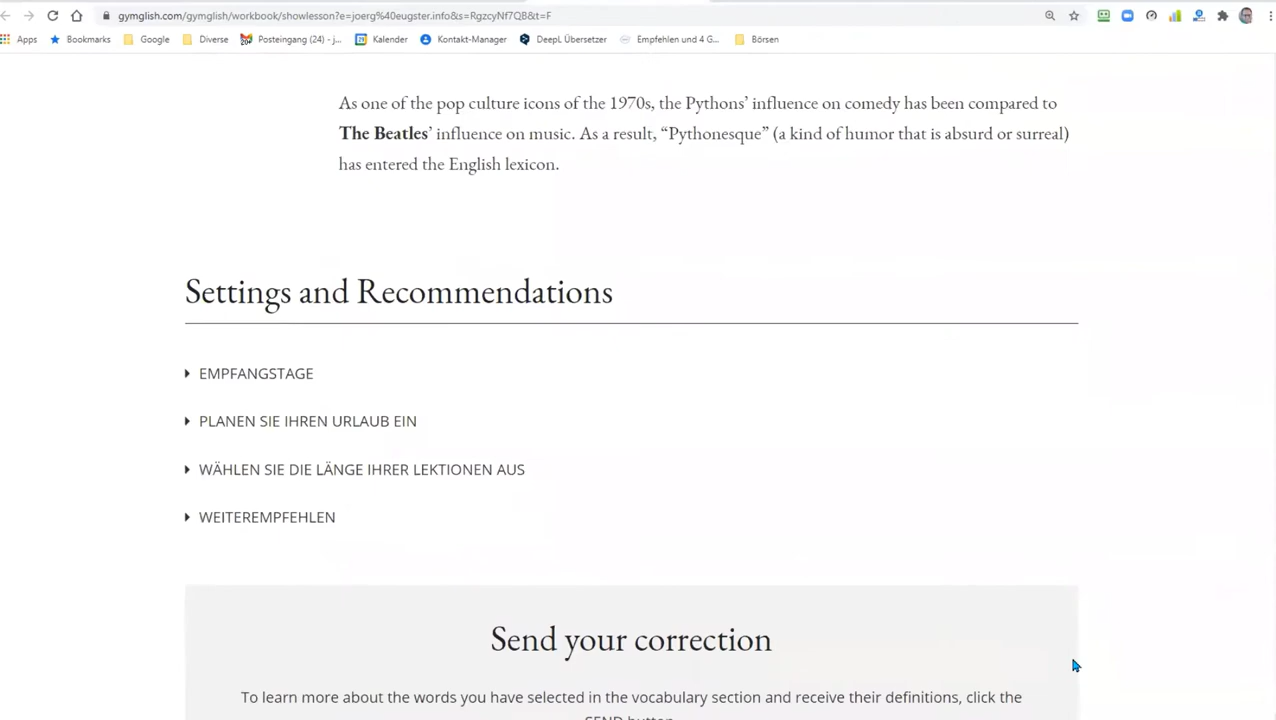 gymglish.com/gymglish/workbook/showlesson?e=joerg%40eugster.info&s=RgzcyNf7QB&t=F
Apps Bookmarks Google Diverse Posteingang (24) – j... Kalender Kontakt-Manager DeepL Übersetzer Empfehlen und 4 G... Börsen
As one of the pop culture icons of the 1970s, the Pythons’ influence on comedy has been compared to
The Beatles’ influence on music. As a result, “Pythonesque” (a kind of humor that is absurd or surreal)
has entered the English lexicon.
Settings and Recommendations
EMPFANGSTAGE
PLANEN SIE IHREN URLAUB EIN
WÄHLEN SIE DIE LÄNGE IHRER LEKTIONEN AUS
WEITEREMPFEHLEN
Send your correction
To learn more about the words you have selected in the vocabulary section and receive their definitions, click the
SEND button